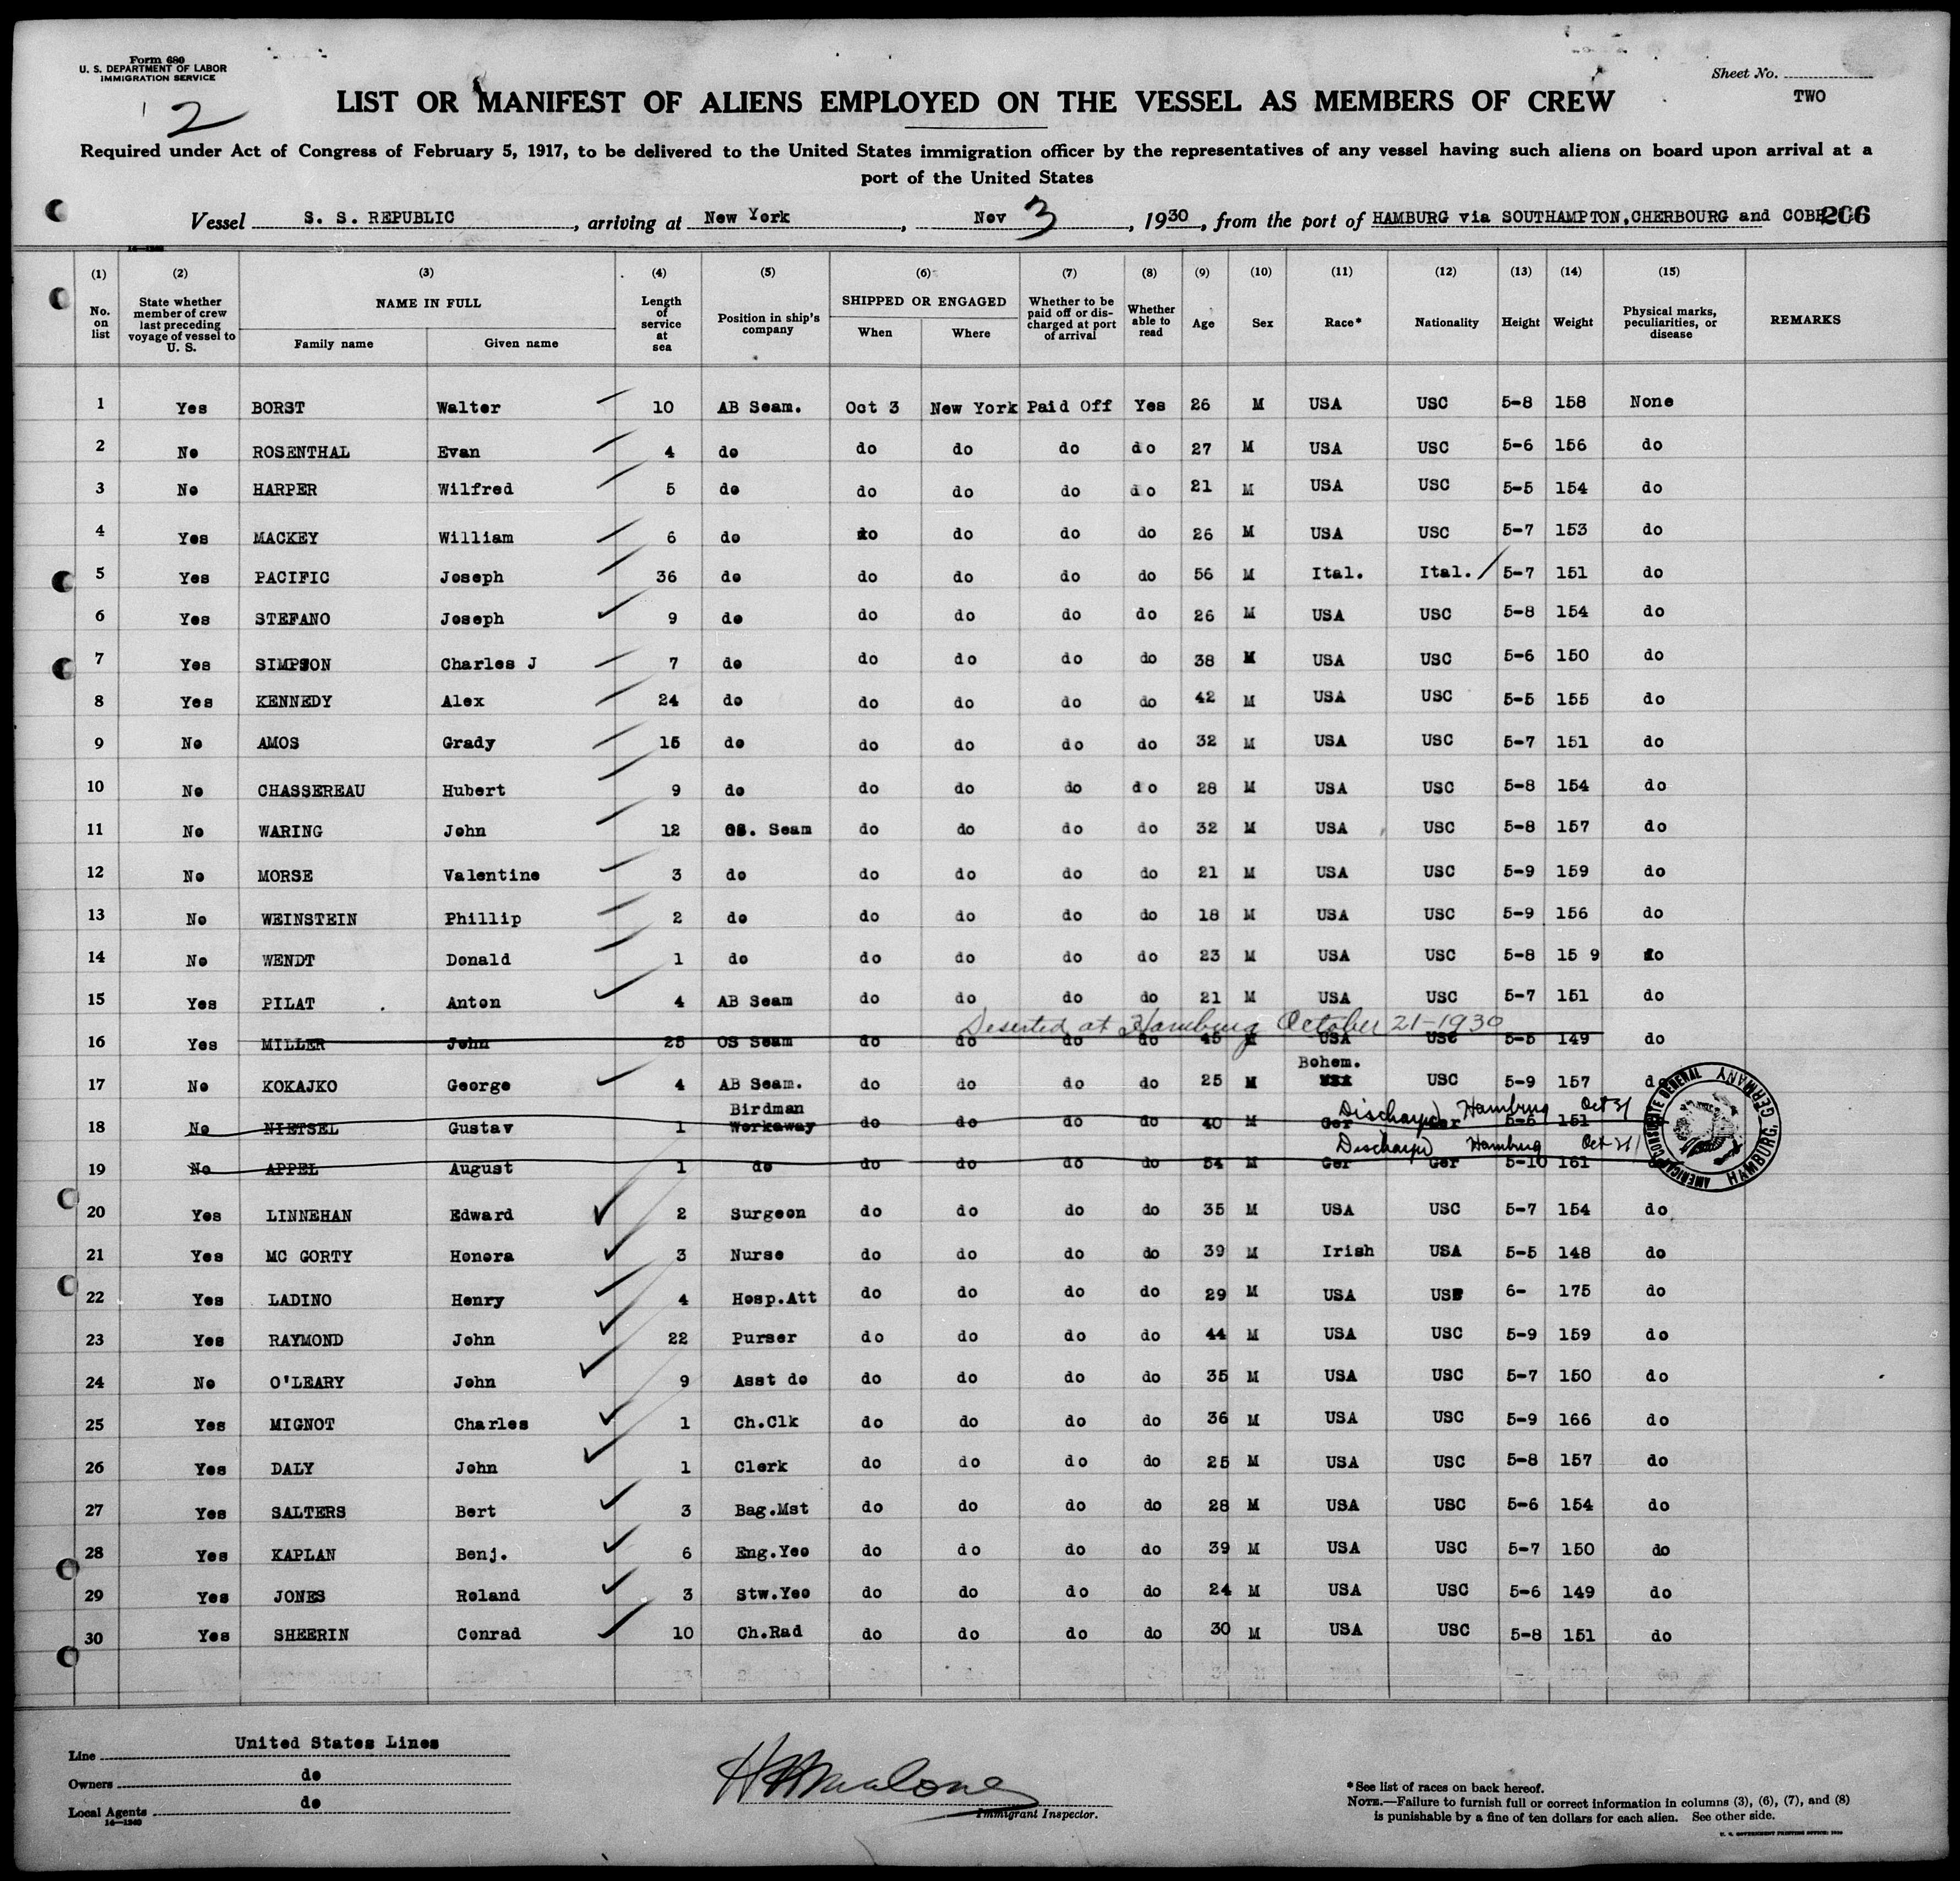 Form 680
U. S. DEPARTMENT OF LABOR
IMMIGRATION SERVICE
2
Sheet No.
TWO
LIST OR MANIFEST OF ALIENS EMPLOYED ON THE VESSEL AS MEMBERS OF CREW
Required under Act of Congress of February 5, 1917, to be delivered to the United States immigration officer by the representatives of any vessel having such aliens on board upon arrival at a
port of the United States
Vessel S. S. REPUBLIC, arriving at New York, Nov 3, 1930, from the port of HAMBURG via SOUTHAMPTON, CHERBOURG and COBH 206
(1) (2) (3) (4) (5) (6) (7) (8) (9) (10) (11) (12) (13) (14) (15)
No. on list State whether member of crew last preceding voyage of vessel to U. S. NAME IN FULL Family name Given name Length of service at sea Position in ship's company SHIPPED OR ENGAGED When Where Whether to be paid off or discharged at port of arrival Whether able to read Age Sex Race* Nationality Height Weight Physical marks, peculiarities, or disease REMARKS
1 Yes BORST Walter 10 AB Seam. Oct 3 New York Paid Off Yes 26 M USA USC 5-8 158 None
2 No ROSENTHAL Evan 4 do do do do do 27 M USA USC 5-6 156 do
3 No HARPER Wilfred 5 do do do do do 21 M USA USC 5-5 154 do
4 Yes MACKEY William 6 do do do do do 26 M USA USC 5-7 153 do
5 Yes PACIFIC Joseph 36 do do do do do 56 M Ital. Ital. 5-7 151 do
6 Yes STEFANO Joseph 9 do do do do do 26 M USA USC 5-8 154 do
7 Yes SIMPSON Charles J 7 do do do do do 38 M USA USC 5-6 150 do
8 Yes KENNEDY Alex 24 do do do do do 42 M USA USC 5-5 155 do
9 No AMOS Grady 15 do do do do do 32 M USA USC 5-7 151 do
10 No CHASSEREAU Hubert 9 do do do do do 28 M USA USC 5-8 154 do
11 No WARING John 12 OS. Seam do do do do 32 M USA USC 5-8 157 do
12 No MORSE Valentine 3 do do do do do 21 M USA USC 5-9 159 do
13 No WEINSTEIN Phillip 2 do do do do do 18 M USA USC 5-9 156 do
14 No WENDT Donald 1 do do do do do 23 M USA USC 5-8 15 9 do
15 Yes PILAT Anton 4 AB Seam do do do do 21 M USA USC 5-7 151 do
Deserted at Hamburg October 21-1930
16 Yes MILLER John 25 OS Seam do do do do 45 M USA USC 5-5 149 do
Bohem.
17 No KOKAJKO George 4 AB Seam. do do do do 25 M USA USC 5-9 157 do
Birdman Discharged Hamburg Oct 21
18 No NIETSEL Gustav 1 Workaway do do do do 40 M Ger Ger 5-6 151
Discharged Hamburg Oct 21
19 No APPEL August 1 do do do do do 54 M Ger Ger 5-10 161
AMERICAN CONSULATE GENERAL HAMBURG, GERMANY
20 Yes LINNEHAN Edward 2 Surgeon do do do do 35 M USA USC 5-7 154 do
21 Yes MC GORTY Honora 3 Nurse do do do do 39 M Irish USA 5-5 148 do
22 Yes LADINO Henry 4 Hosp.Att do do do do 29 M USA US 6- 175 do
23 Yes RAYMOND John 22 Purser do do do do 44 M USA USC 5-9 159 do
24 No O'LEARY John 9 Asst do do do do do 35 M USA USC 5-7 150 do
25 Yes MIGNOT Charles 1 Ch.Clk do do do do 36 M USA USC 5-9 166 do
26 Yes DALY John 1 Clerk do do do do 25 M USA USC 5-8 157 do
27 Yes SALTERS Bert 3 Bag.Mst do do do do 28 M USA USC 5-6 154 do
28 Yes KAPLAN Benj. 6 Eng.Yeo do do do do 39 M USA USC 5-7 150 do
29 Yes JONES Roland 3 Stw.Yeo do do do do 24 M USA USC 5-6 149 do
30 Yes SHEERIN Conrad 10 Ch.Rad do do do do 30 M USA USC 5-8 151 do
Line United States Lines
Owners do
Local Agents do
14—1240
H Malone
Immigrant Inspector.
*See list of races on back hereof.
NOTE.—Failure to furnish full or correct information in columns (3), (6), (7), and (8)
is punishable by a fine of ten dollars for each alien. See other side.
U. S. GOVERNMENT PRINTING OFFICE: